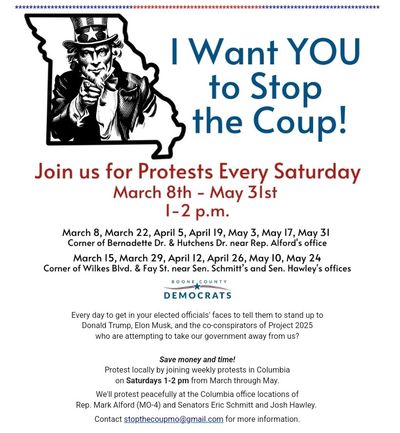 I Want YOU
to Stop
the Coup!
Join us for Protests Every Saturday
March 8th - May 31st
1-2 p.m.
March 8, March 22, April 5, April 19, May 3, May 17, May 31
Corner of Bernadette Dr. & Hutchens Dr. near Rep. Alford's office
March 15, March 29, April 12, April 26, May 10, May 24
Corner of Wilkes Blvd. & Fay St. near Sen. Schmitt's and Sen. Hawley's offices
BOONE COUNTY
DEMOCRATS
Every day to get in your elected officials' faces to tell them to stand up to
Donald Trump, Elon Musk, and the co-conspirators of Project 2025
who are attempting to take our government away from us?
Save money and time!
Protest locally by joining weekly protests in Columbia
on Saturdays 1-2 pm from March through May.
We'll protest peacefully at the Columbia office locations of
Rep. Mark Alford (MO-4) and Senators Eric Schmitt and Josh Hawley.
Contact stopthecoupmo@gmail.com for more information.